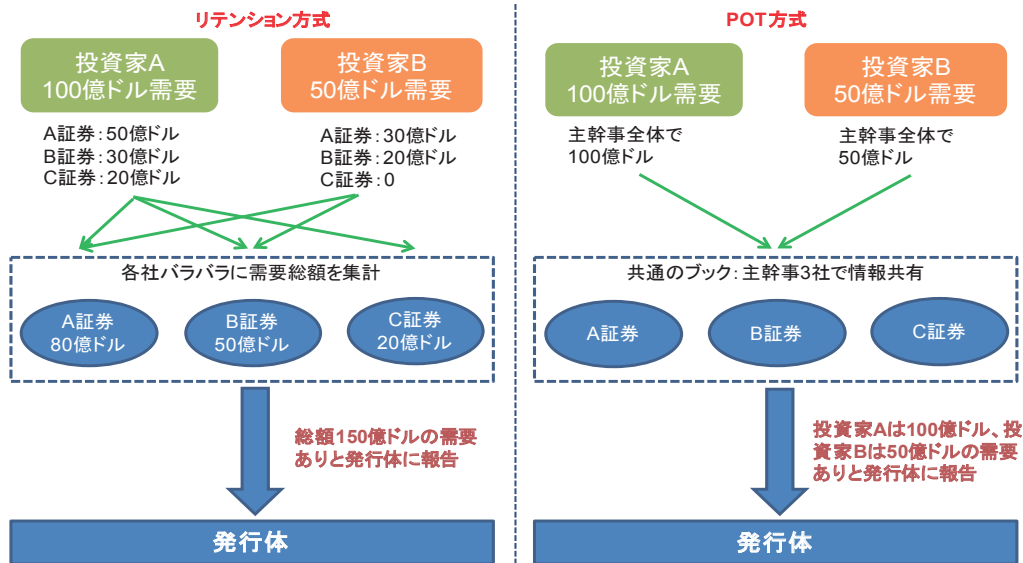 リテンション方式
投資家A
100億ドル需要
投資家B
50億ドル需要
A証券:50億ドル
B証券:30億ドル
C証券:20億ドル
A証券:30億ドル
B証券:20億ドル
C証券:0
各社バラバラに需要総額を集計
A証券
80億ドル
B証券
50億ドル
C証券
20億ドル
総額150億ドルの需要
ありと発行体に報告
発行体
POT方式
投資家A
100億ドル需要
投資家B
50億ドル需要
主幹事全体で
100億ドル
主幹事全体で
50億ドル
共通のブック:主幹事3社で情報共有
A証券
B証券
C証券
投資家Aは100億ドル、投
資家Bは50億ドルの需要
ありと発行体に報告
発行体